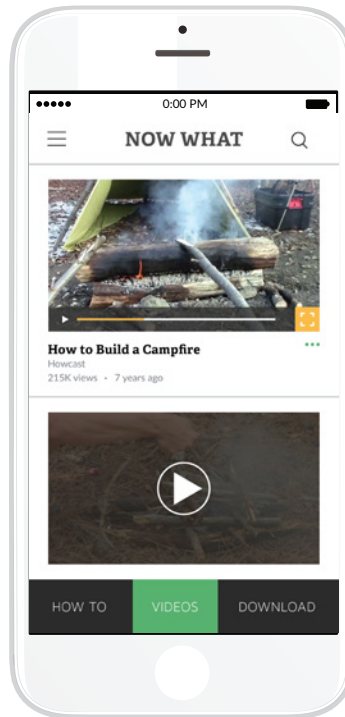 0:00 PM
NOW WHAT
How to Build a Campfire
Howcast
215K views • 7 years ago
HOW TO VIDEOS DOWNLOAD